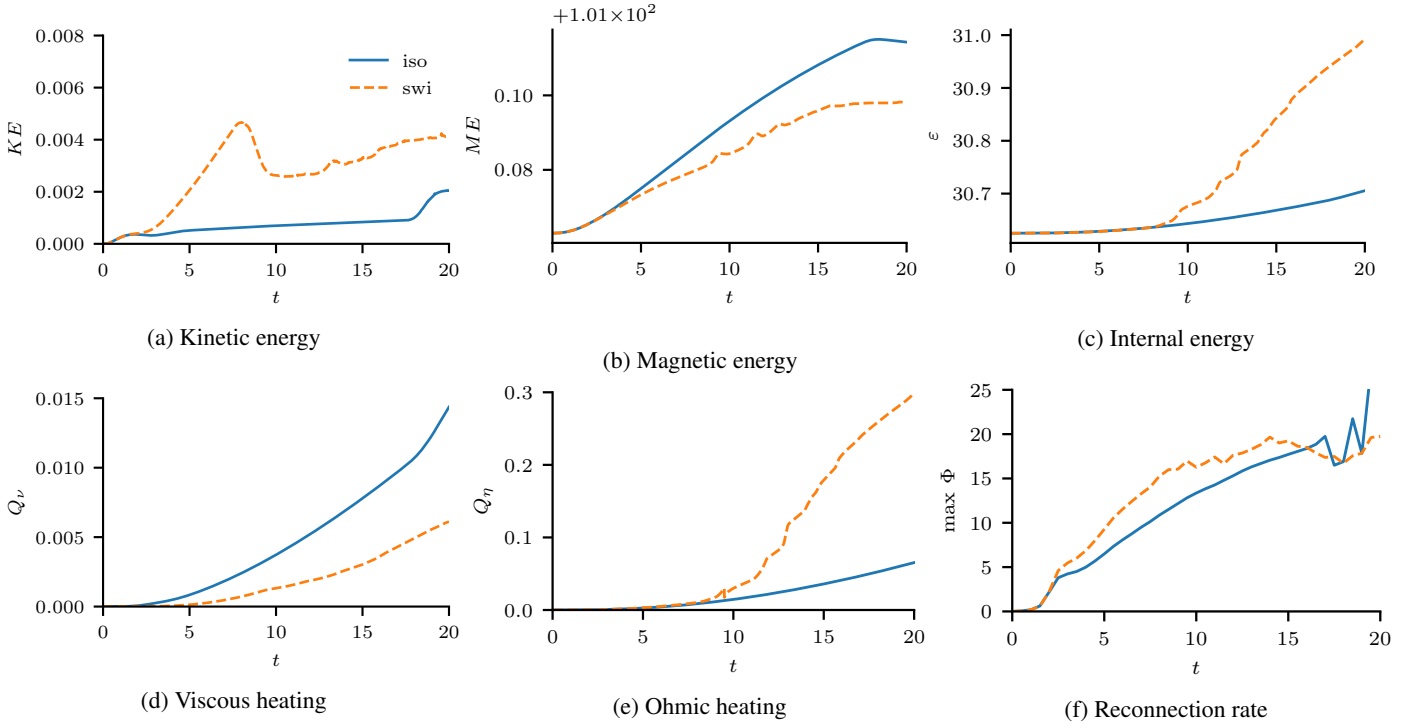 0.008
0.006
0.004
0.002
0.000
KE
0 5 10 15 20
t
iso
swi
(a) Kinetic energy
+1.01×10²
0.10
0.08
ME
0 5 10 15 20
t
(b) Magnetic energy
31.0
30.9
30.8
30.7
ε
0 5 10 15 20
t
(c) Internal energy
0.015
0.010
0.005
0.000
Qν
0 5 10 15 20
t
(d) Viscous heating
0.3
0.2
0.1
0.0
Qη
0 5 10 15 20
t
(e) Ohmic heating
25
20
15
10
5
0
max Φ
0 5 10 15 20
t
(f) Reconnection rate